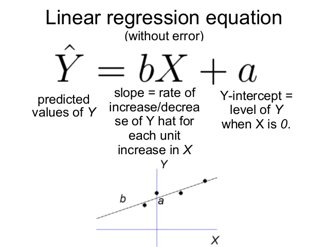 Linear regression equation
(without error)
Ŷ = bX + a
predicted
values of Y
slope = rate of
increase/decrea
se of Y hat for
each unit
increase in X
Y-intercept =
level of Y
when X is 0.
Y
b
a
X